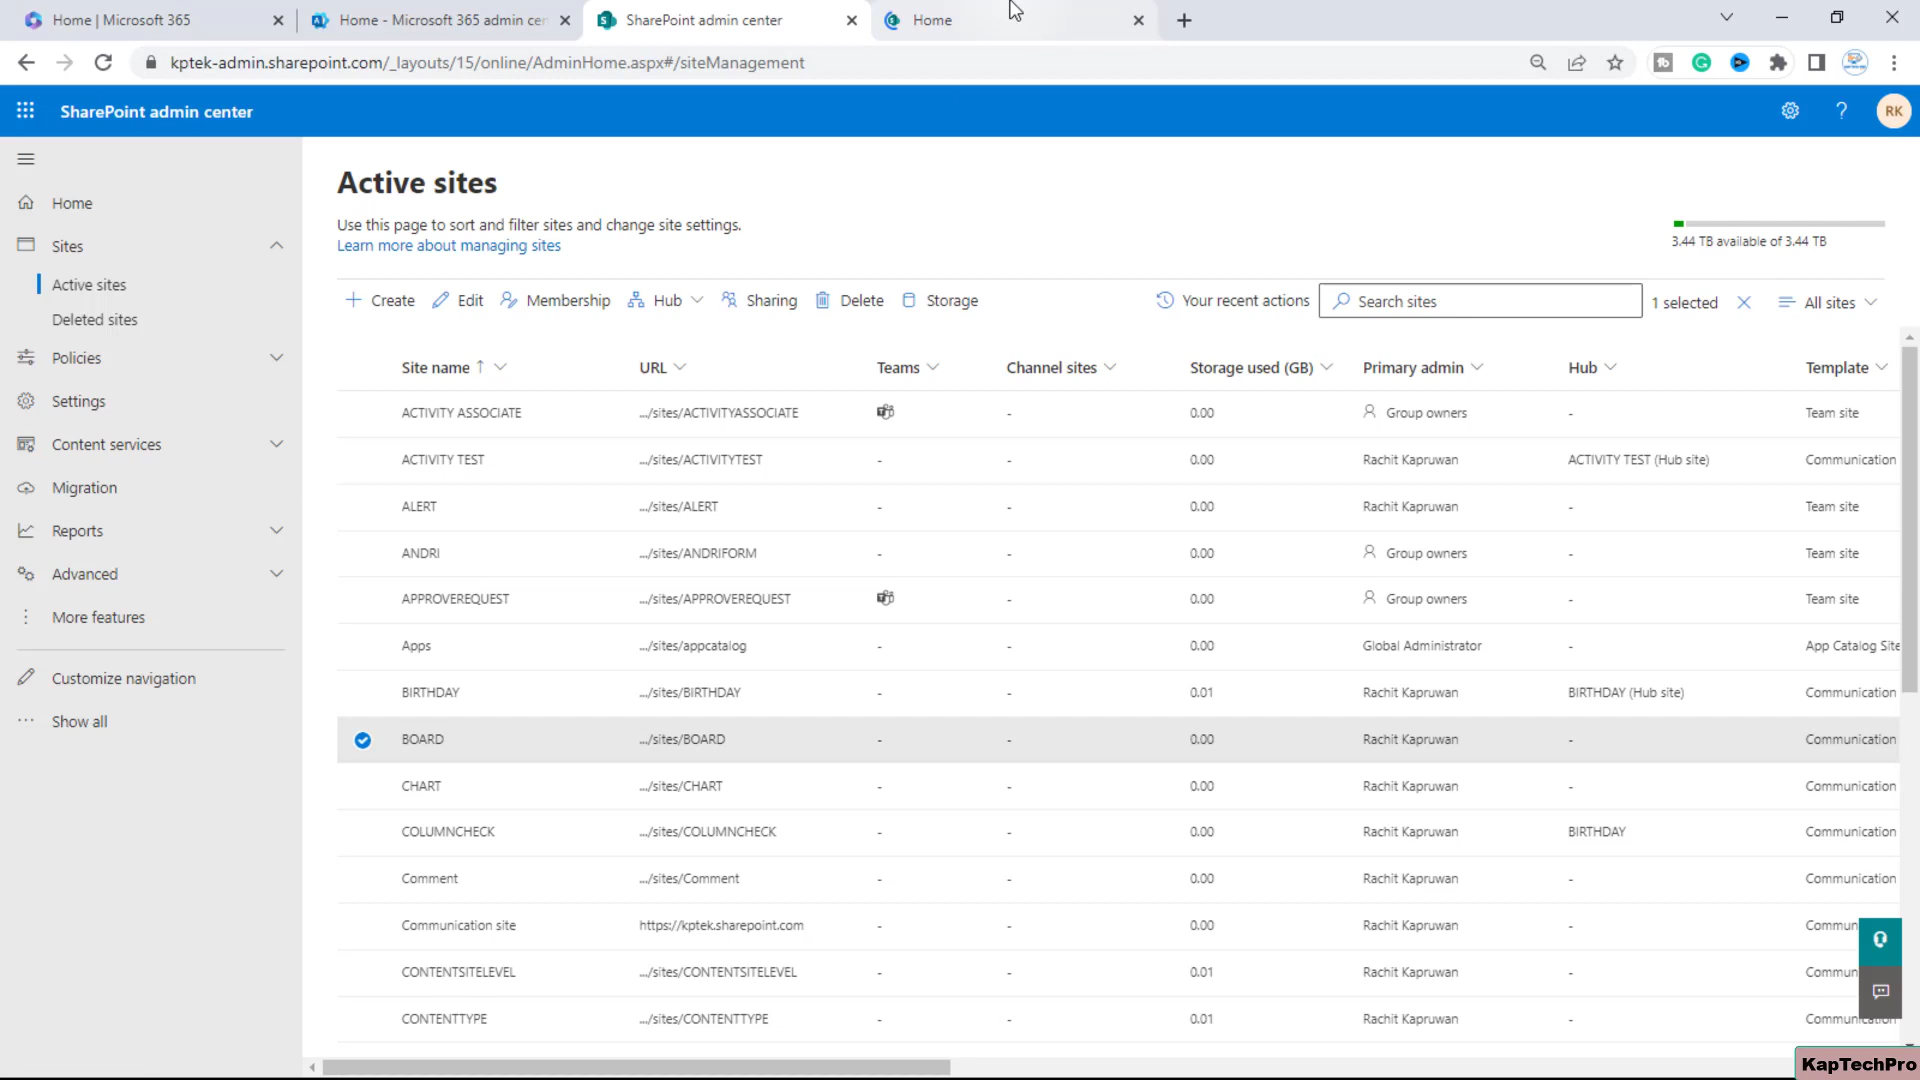 Home | Microsoft 365
Home - Microsoft 365 admin cen
SharePoint admin center
Home
kptek-admin.sharepoint.com/_layouts/15/online/AdminHome.aspx#/siteManagement
SharePoint admin center
RK
Home
Sites
Active sites
Deleted sites
Policies
Settings
Content services
Migration
Reports
Advanced
More features
Customize navigation
Show all
Active sites
Use this page to sort and filter sites and change site settings.
Learn more about managing sites
3.44 TB available of 3.44 TB
Create Edit Membership Hub Sharing Delete Storage Your recent actions Search sites 1 selected All sites
Site name URL Teams Channel sites Storage used (GB) Primary admin Hub Template
ACTIVITY ASSOCIATE .../sites/ACTIVITYASSOCIATE - 0.00 Group owners - Team site
ACTIVITY TEST .../sites/ACTIVITYTEST - - 0.00 Rachit Kapruwan ACTIVITY TEST (Hub site) Communication
ALERT .../sites/ALERT - - 0.00 Rachit Kapruwan - Team site
ANDRI .../sites/ANDRIFORM - - 0.00 Group owners - Team site
APPROVEREQUEST .../sites/APPROVEREQUEST - 0.00 Group owners - Team site
Apps .../sites/appcatalog - - 0.00 Global Administrator - App Catalog Site
BIRTHDAY .../sites/BIRTHDAY - - 0.01 Rachit Kapruwan BIRTHDAY (Hub site) Communication
BOARD .../sites/BOARD - - 0.00 Rachit Kapruwan - Communication
CHART .../sites/CHART - - 0.00 Rachit Kapruwan - Communication
COLUMNCHECK .../sites/COLUMNCHECK - - 0.00 Rachit Kapruwan BIRTHDAY Communication
Comment .../sites/Comment - - 0.00 Rachit Kapruwan - Communication
Communication site https://kptek.sharepoint.com - - 0.00 Rachit Kapruwan - Commun
CONTENTSITELEVEL .../sites/CONTENTSITELEVEL - - 0.01 Rachit Kapruwan - Commun
CONTENTTYPE .../sites/CONTENTTYPE - - 0.01 Rachit Kapruwan - Communication
KapTechPro